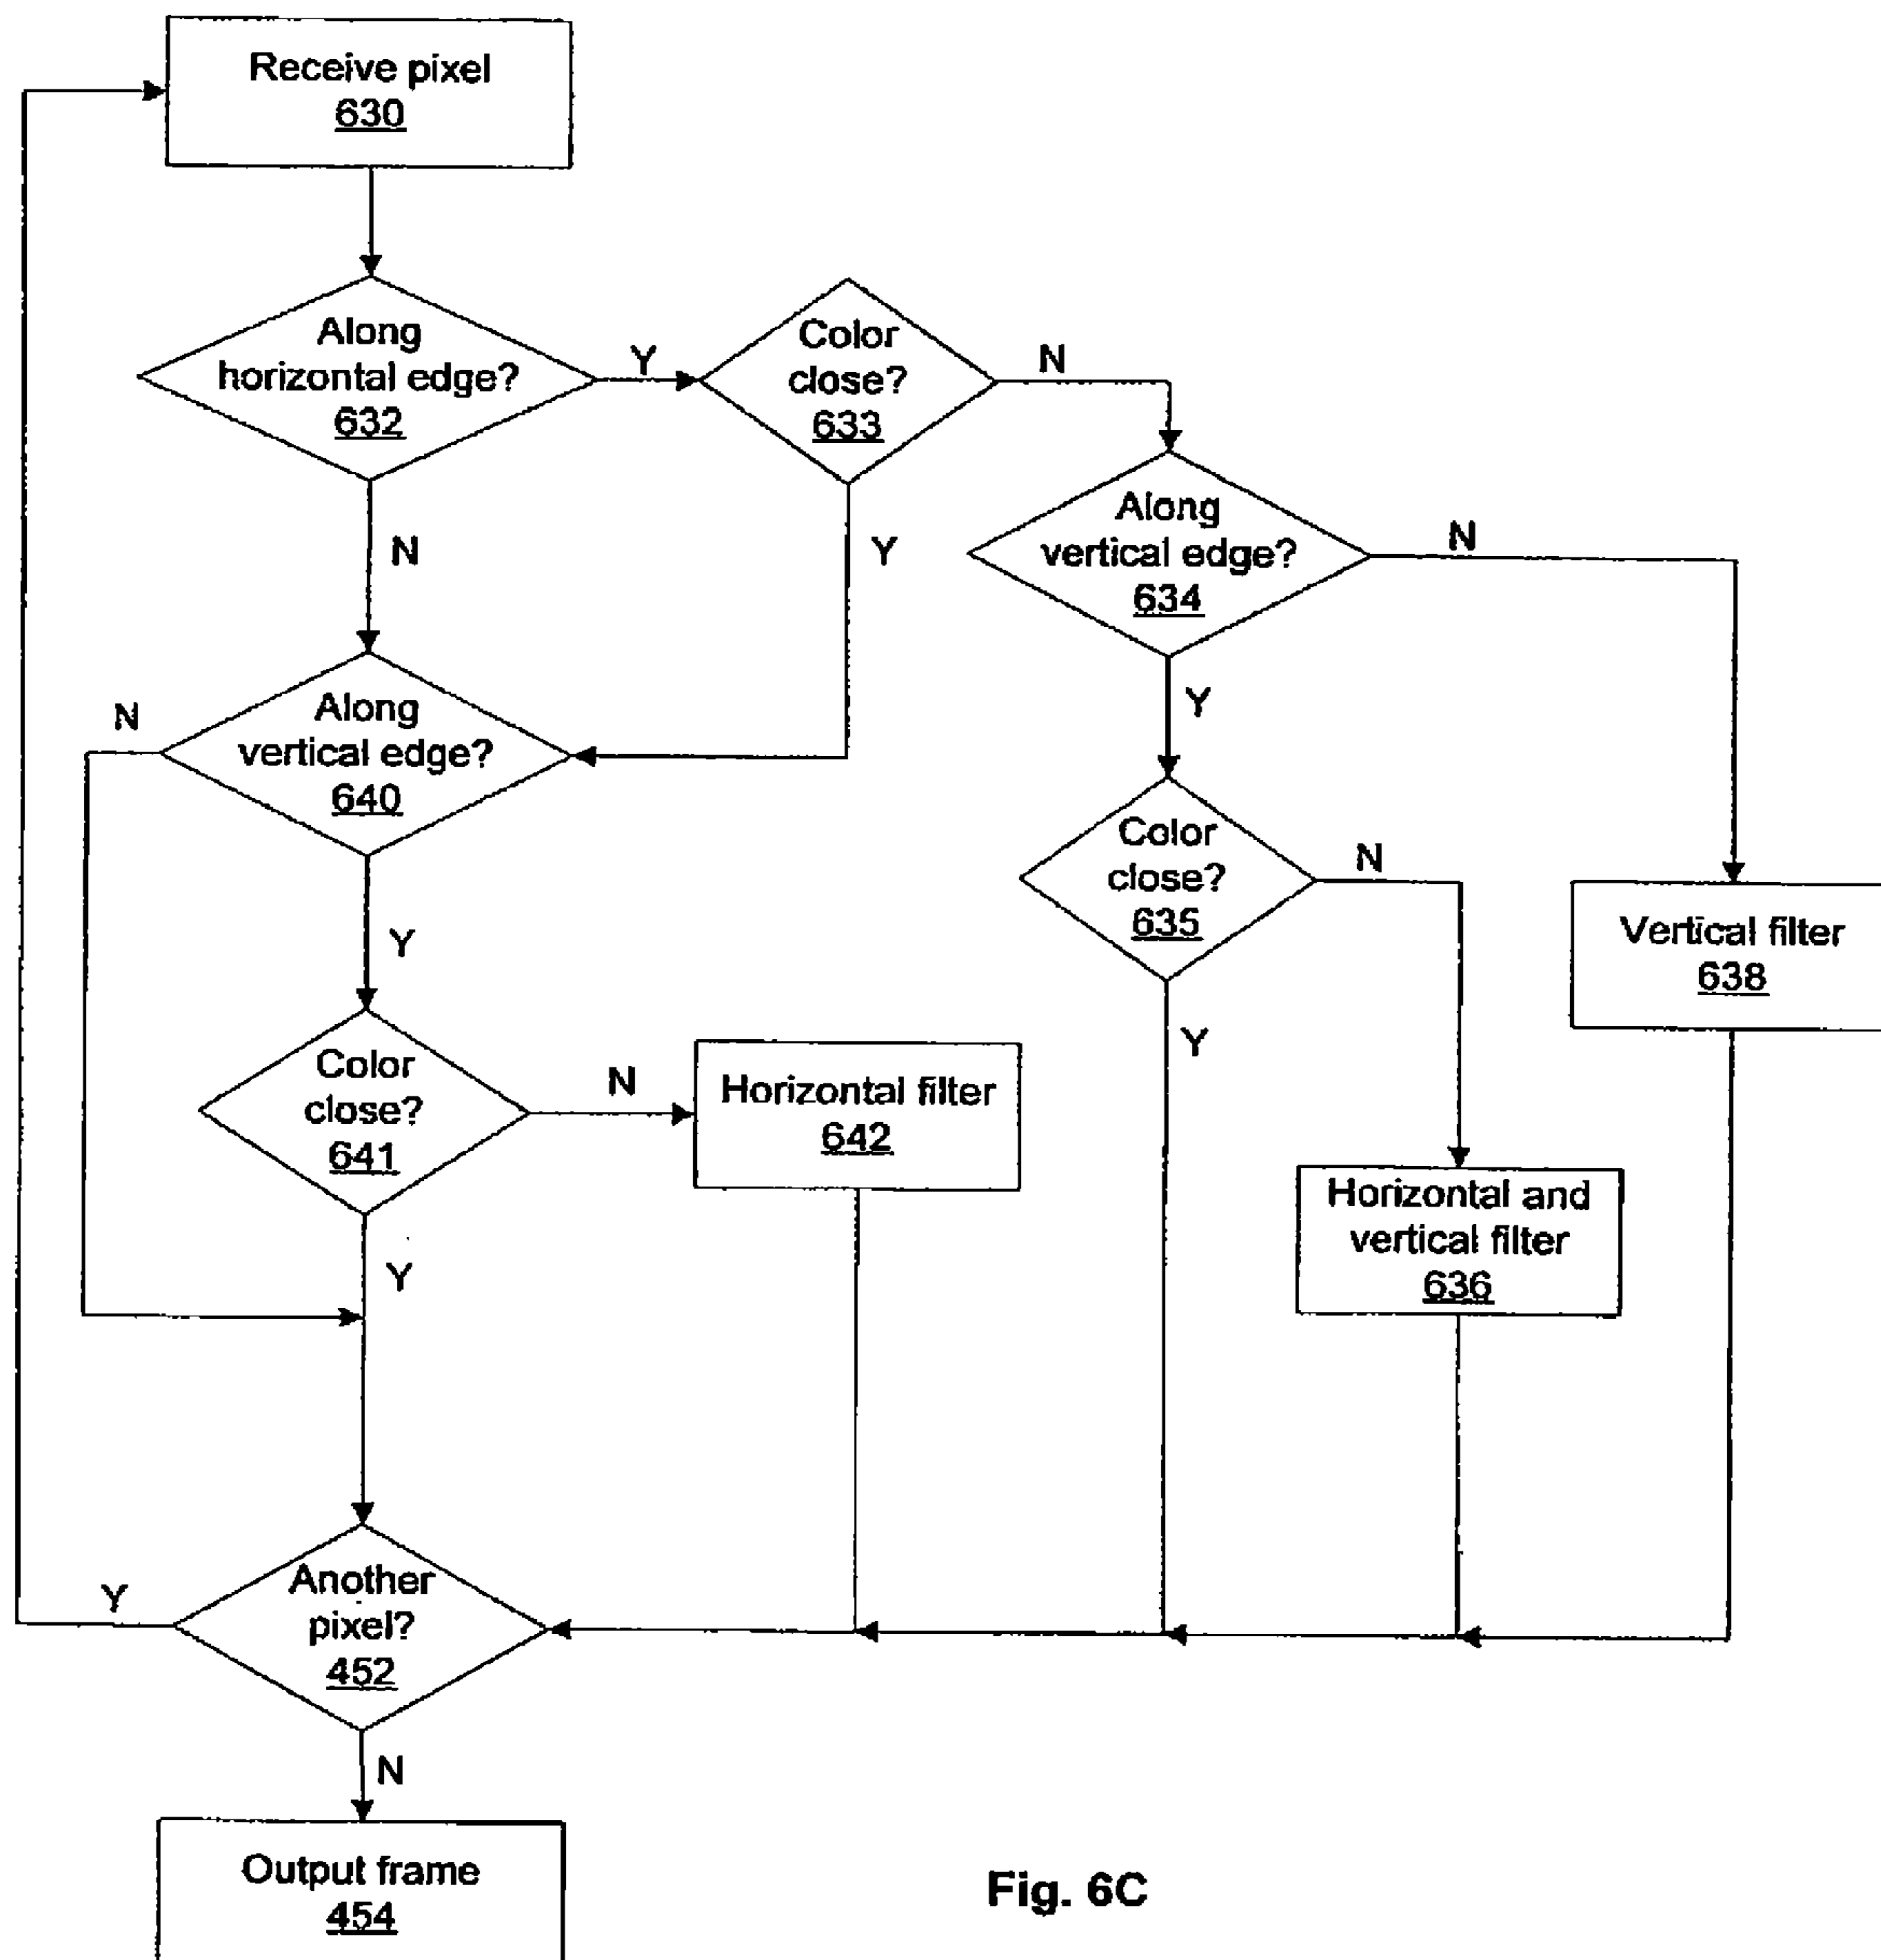 Receive pixel
630
Along
horizontal edge?
632
Y
Color
close?
633
N
N
Y
Along
vertical edge?
634
N
Y
Along
vertical edge?
640
N
Y
Color
close?
635
N
Y
Vertical filter
638
Color
close?
641
N
Y
Horizontal filter
642
Horizontal and
vertical filter
636
Another
pixel?
452
Y
N
Output frame
454
Fig. 6C